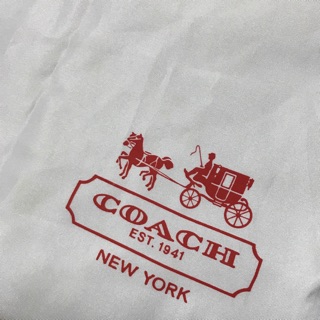 COACH
EST. 1941
NEW YORK